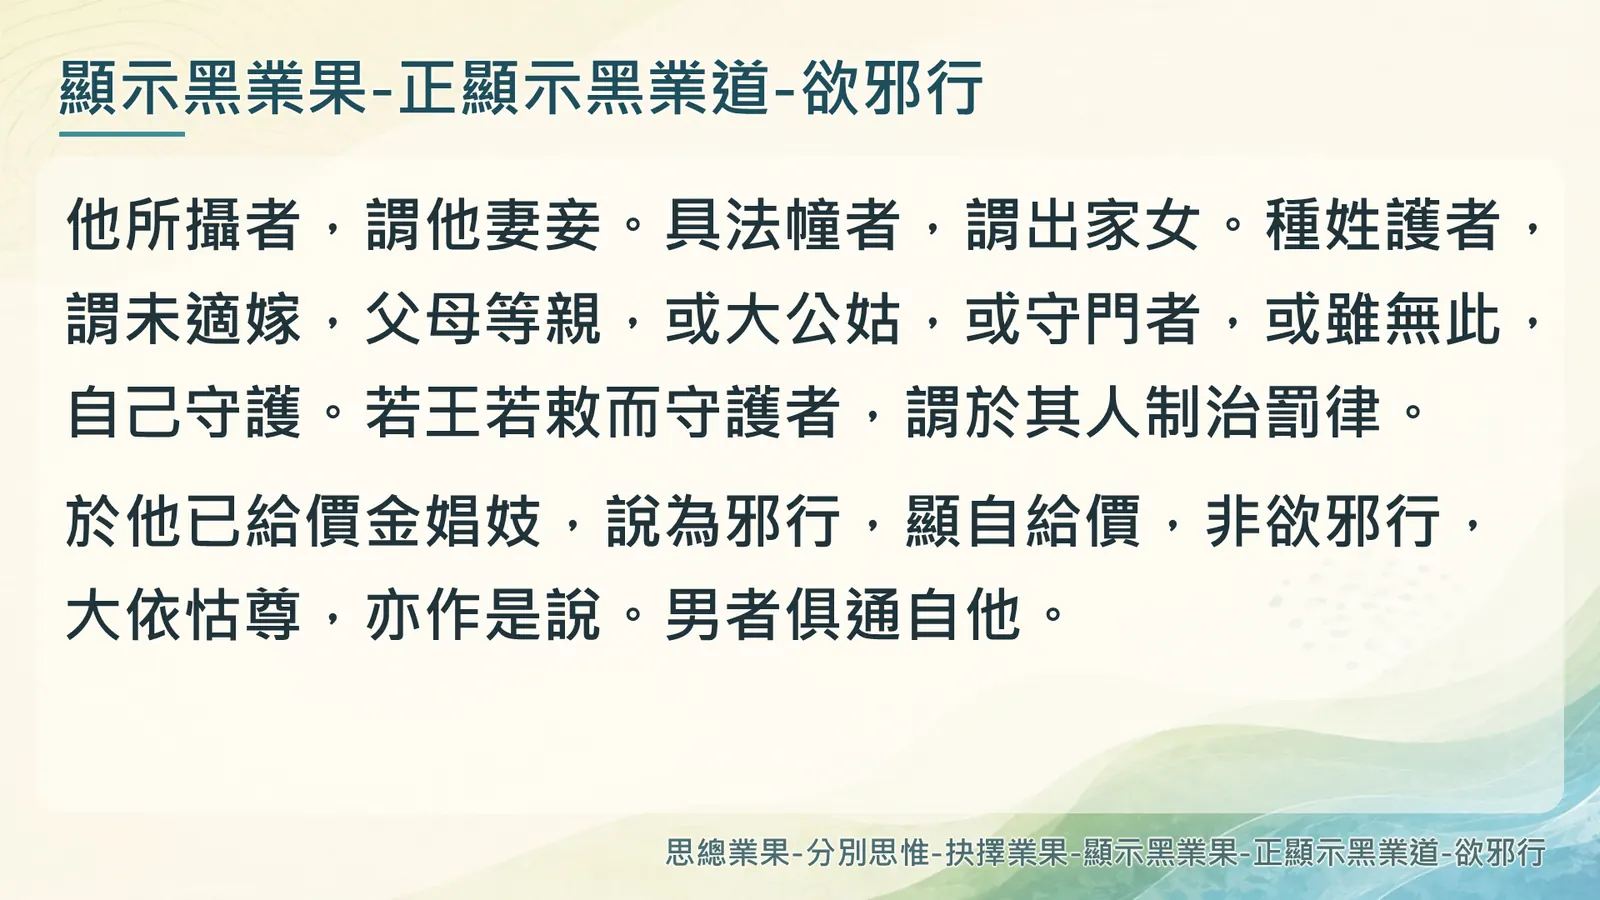 顯示黑業果-正顯示黑業道-欲邪行
他所攝者，謂他妻妾。具法幢者，謂出家女。種姓護者，
謂未適嫁，父母等親，或大公姑，或守門者，或雖無此，
自己守護。若王若敕而守護者，謂於其人制治罰律。
於他已給價金娼妓，說為邪行，顯自給價，非欲邪行，
大依怙尊，亦作是說。男者俱通自他。
思總業果-分別思惟-抉擇業果-顯示黑業果-正顯示黑業道-欲邪行